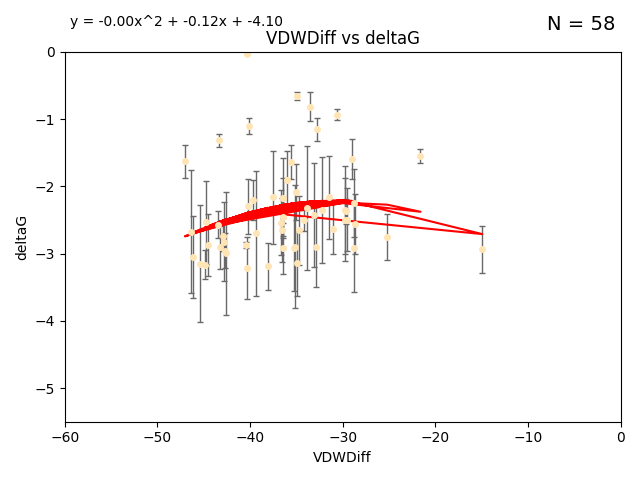 y = -0.00x^2 + -0.12x + -4.10
N = 58
VDWDiff vs deltaG
0
−1
−2
−3
−4
−5
deltaG
−60 −50 −40 −30 −20 −10 0
VDWDiff